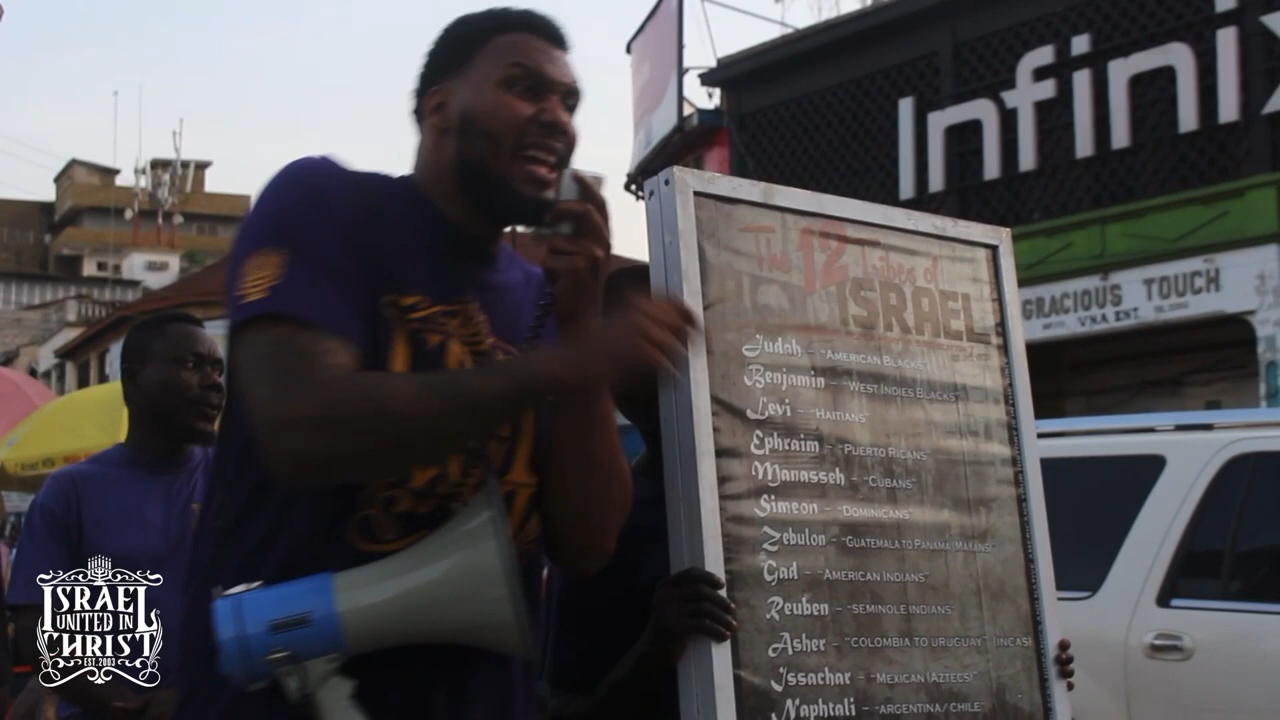 Infinix
GRACIOUS TOUCH
VNA ENT.
The 12 Tribes of
ISRAEL
Judah – "AMERICAN BLACKS"
Benjamin – "WEST INDIES BLACKS"
Levi – "HAITIANS"
Ephraim – "PUERTO RICANS"
Manasseh – "CUBANS"
Simeon – "DOMINICANS"
Zebulon – "GUATEMALA TO PANAMA (MAYANS)"
Gad – "AMERICAN INDIANS"
Reuben – "SEMINOLE INDIANS"
Asher – "COLOMBIA TO URUGUAY" (INCAS)
Issachar – "MEXICAN (AZTECS)"
Naphtali – "ARGENTINA/ CHILE"
ISRAEL
UNITED IN
CHRIST
EST. 2003